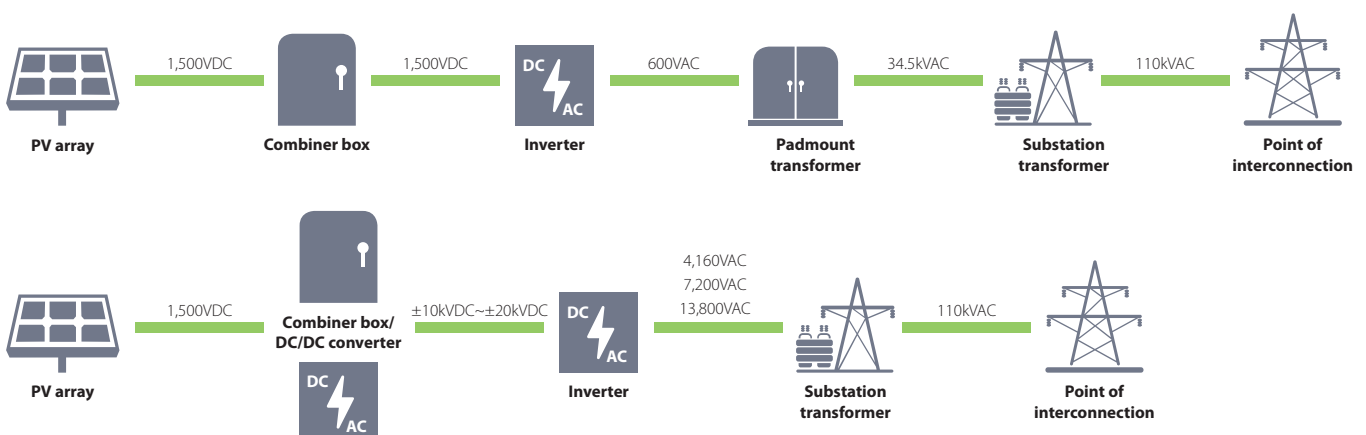 1,500VDC
1,500VDC
DC
AC
600VAC
34.5kVAC
110kVAC
PV array
Combiner box
Inverter
Padmount
transformer
Substation
transformer
Point of
interconnection
1,500VDC
Combiner box/
DC/DC converter
DC
AC
±10kVDC~±20kVDC
DC
AC
4,160VAC
7,200VAC
13,800VAC
110kVAC
PV array
Inverter
Substation
transformer
Point of
interconnection